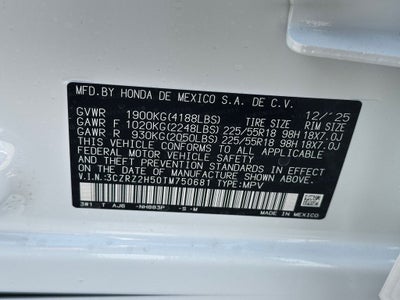 MFD.BY HONDA DE MEXICO S.A. DE C.V. 12/'25
GVWR 1900KG(4188LBS) TIRE SIZE RIM SIZE
GAWR F 1020KG(2248LBS) 225/55R18 98H 18X7.0J
GAWR R 930KG(2050LBS) 225/55R18 98H 18X7.0J
THIS VEHICLE CONFORMS TO ALL APPLICABLE
FEDERAL MOTOR VEHICLE SAFETY STANDARDS IN
EFFECT ON THE DATE OF MANUFACTURE SHOWN ABOVE.
V.I.N.:3CZRZ2H50TM750681 TYPE:MPV
3W1 T AJ6 NH883P -S -M
MADE IN MEXICO